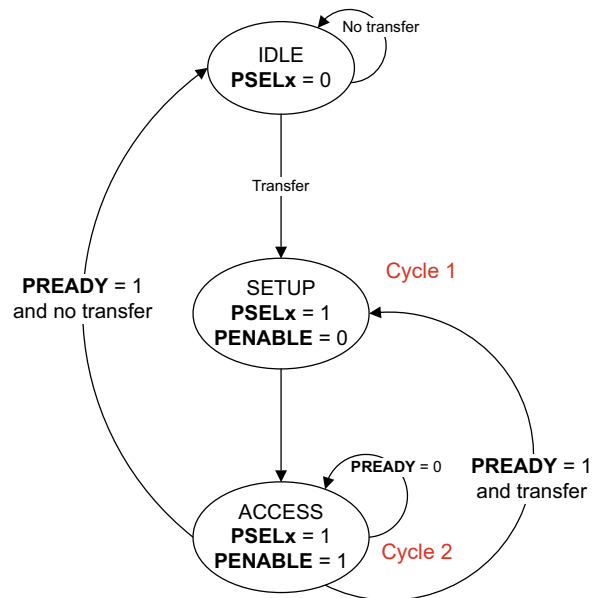 No transfer
IDLE
PSELx = 0
Transfer
PREADY = 1
and no transfer
Cycle 1
SETUP
PSELx = 1
PENABLE = 0
PREADY = 0
PREADY = 1
and transfer
ACCESS
PSELx = 1
PENABLE = 1
Cycle 2